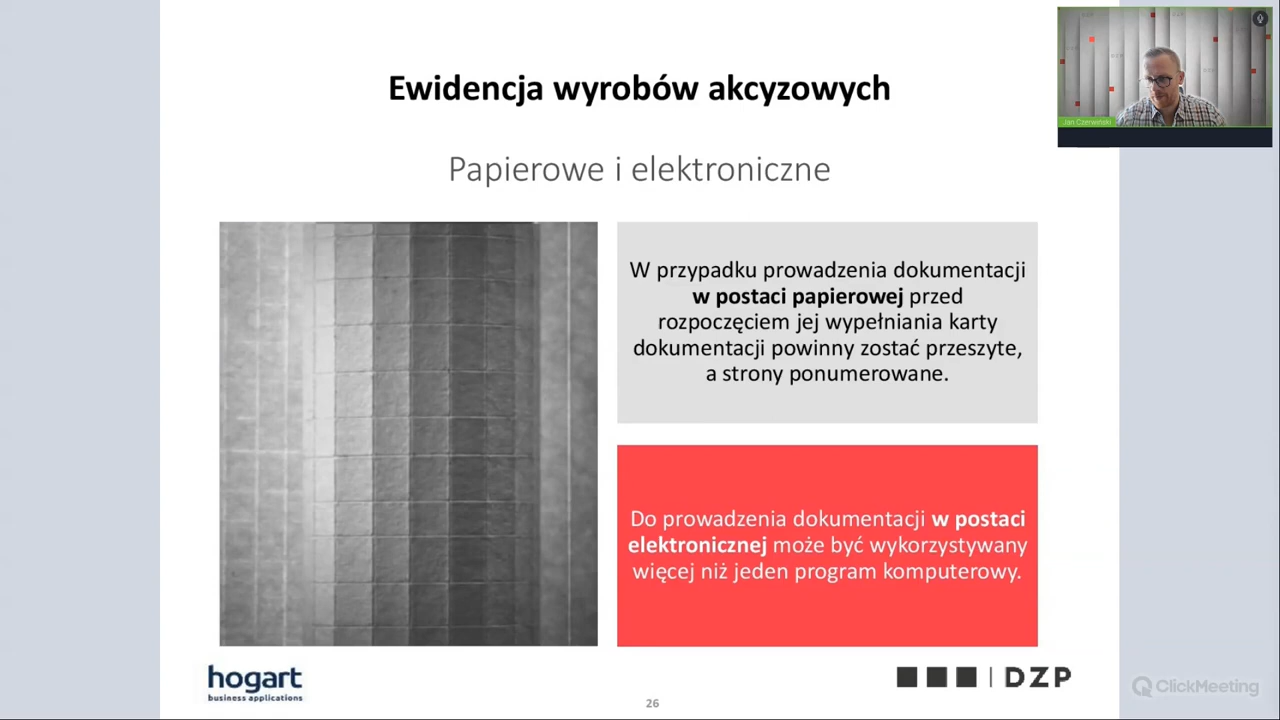 Ewidencja wyrobów akcyzowych
Jan Czerwiński
Papierowe i elektroniczne
W przypadku prowadzenia dokumentacji
w postaci papierowej przed
rozpoczęciem jej wypełniania karty
dokumentacji powinny zostać przeszyte,
a strony ponumerowane.
Do prowadzenia dokumentacji w postaci
elektronicznej może być wykorzystywany
więcej niż jeden program komputerowy.
hogart
business applications
26
DZP
ClickMeeting